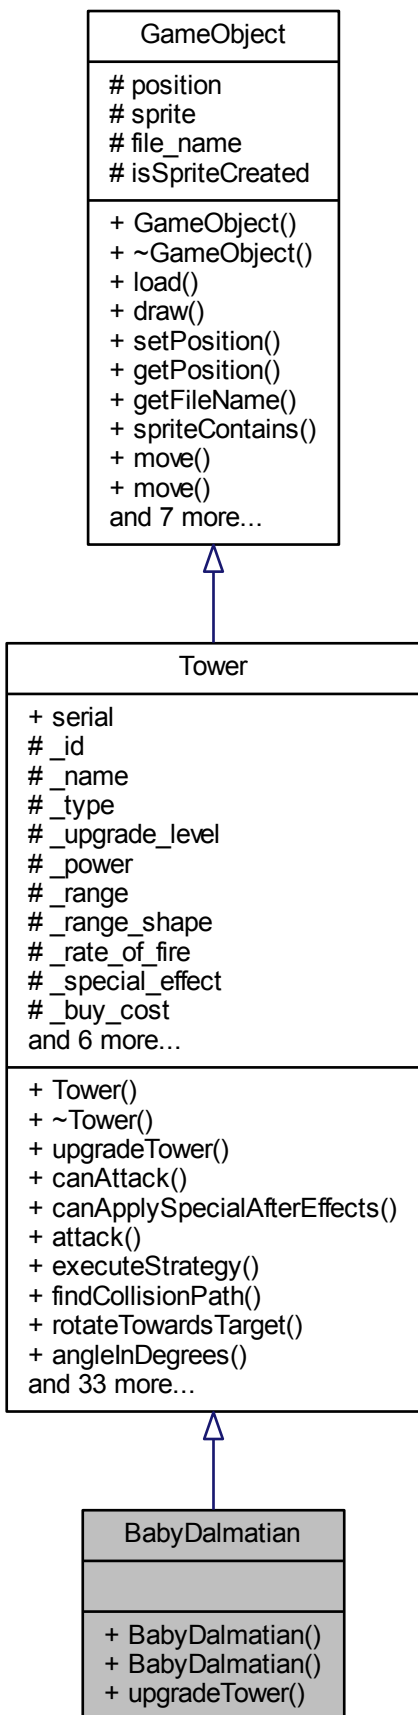 GameObject
# position
# sprite
# file_name
# isSpriteCreated
+ GameObject()
+ ~GameObject()
+ load()
+ draw()
+ setPosition()
+ getPosition()
+ getFileName()
+ spriteContains()
+ move()
+ move()
and 7 more...
Tower
+ serial
# _id
# _name
# _type
# _upgrade_level
# _power
# _range
# _range_shape
# _rate_of_fire
# _special_effect
# _buy_cost
and 6 more...
+ Tower()
+ ~Tower()
+ upgradeTower()
+ canAttack()
+ canApplySpecialAfterEffects()
+ attack()
+ executeStrategy()
+ findCollisionPath()
+ rotateTowardsTarget()
+ angleInDegrees()
and 33 more...
BabyDalmatian
+ BabyDalmatian()
+ BabyDalmatian()
+ upgradeTower()